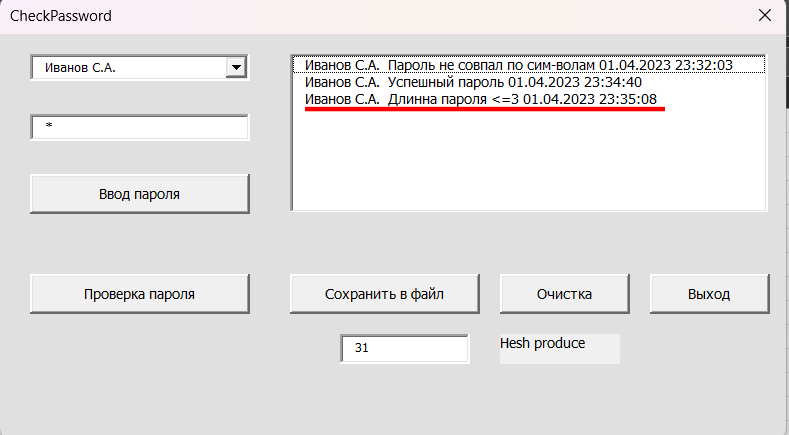 CheckPassword
Иванов С.А.
Иванов С.А. Пароль не совпал по сим-волам 01.04.2023 23:32:03
Иванов С.А. Успешный пароль 01.04.2023 23:34:40
Иванов С.А. Длинна пароля <=3 01.04.2023 23:35:08
*
Ввод пароля
Проверка пароля
Сохранить в файл
Очистка
Выход
31
Hesh produce